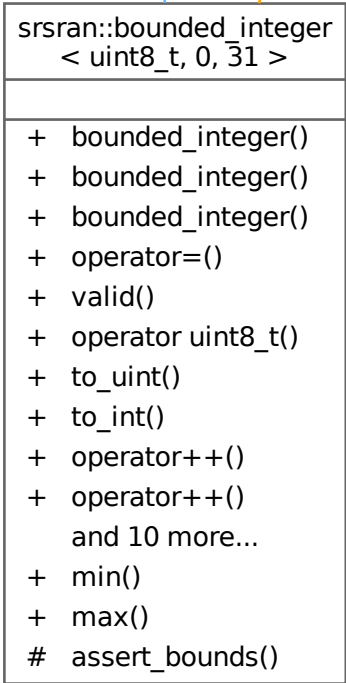 srsran::bounded_integer
< uint8_t, 0, 31 >
+ bounded_integer()
+ bounded_integer()
+ bounded_integer()
+ operator=()
+ valid()
+ operator uint8_t()
+ to_uint()
+ to_int()
+ operator++()
+ operator++()
and 10 more...
+ min()
+ max()
# assert_bounds()